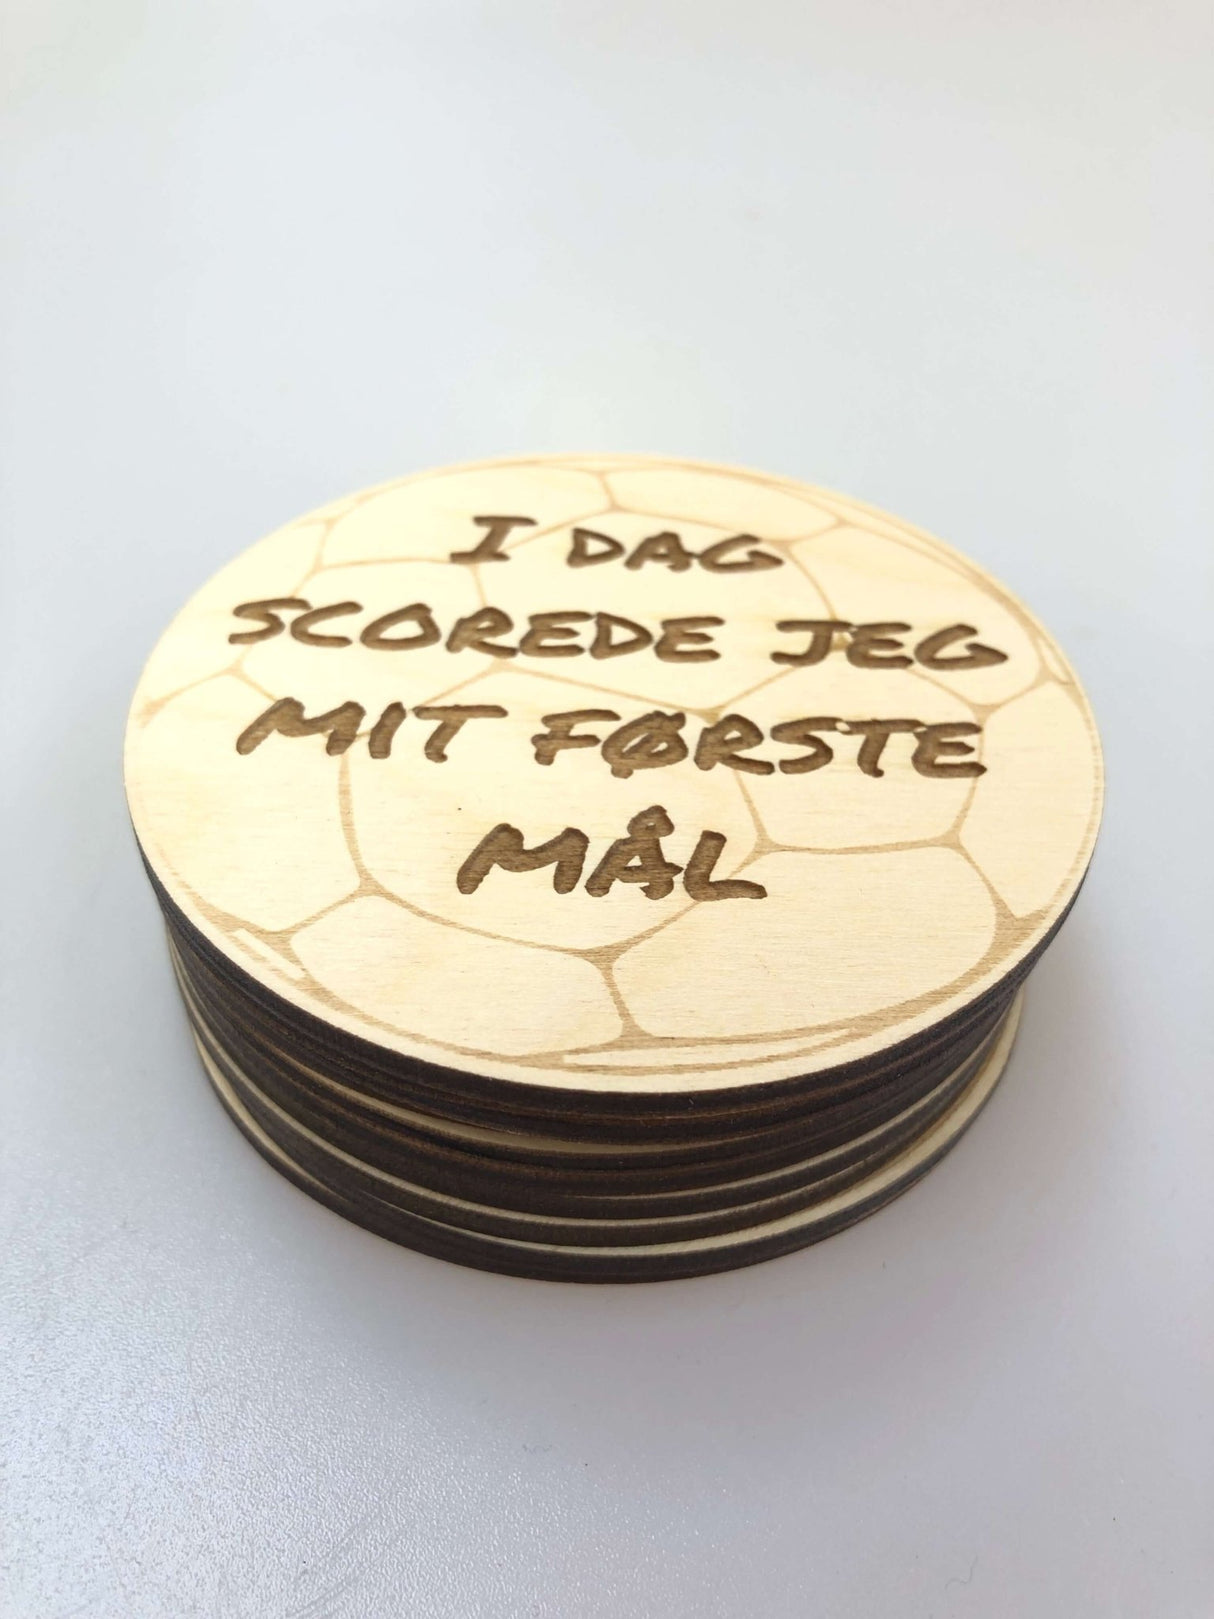 I DAG
SCOREDE JEG
MIT FØRSTE
MÅL